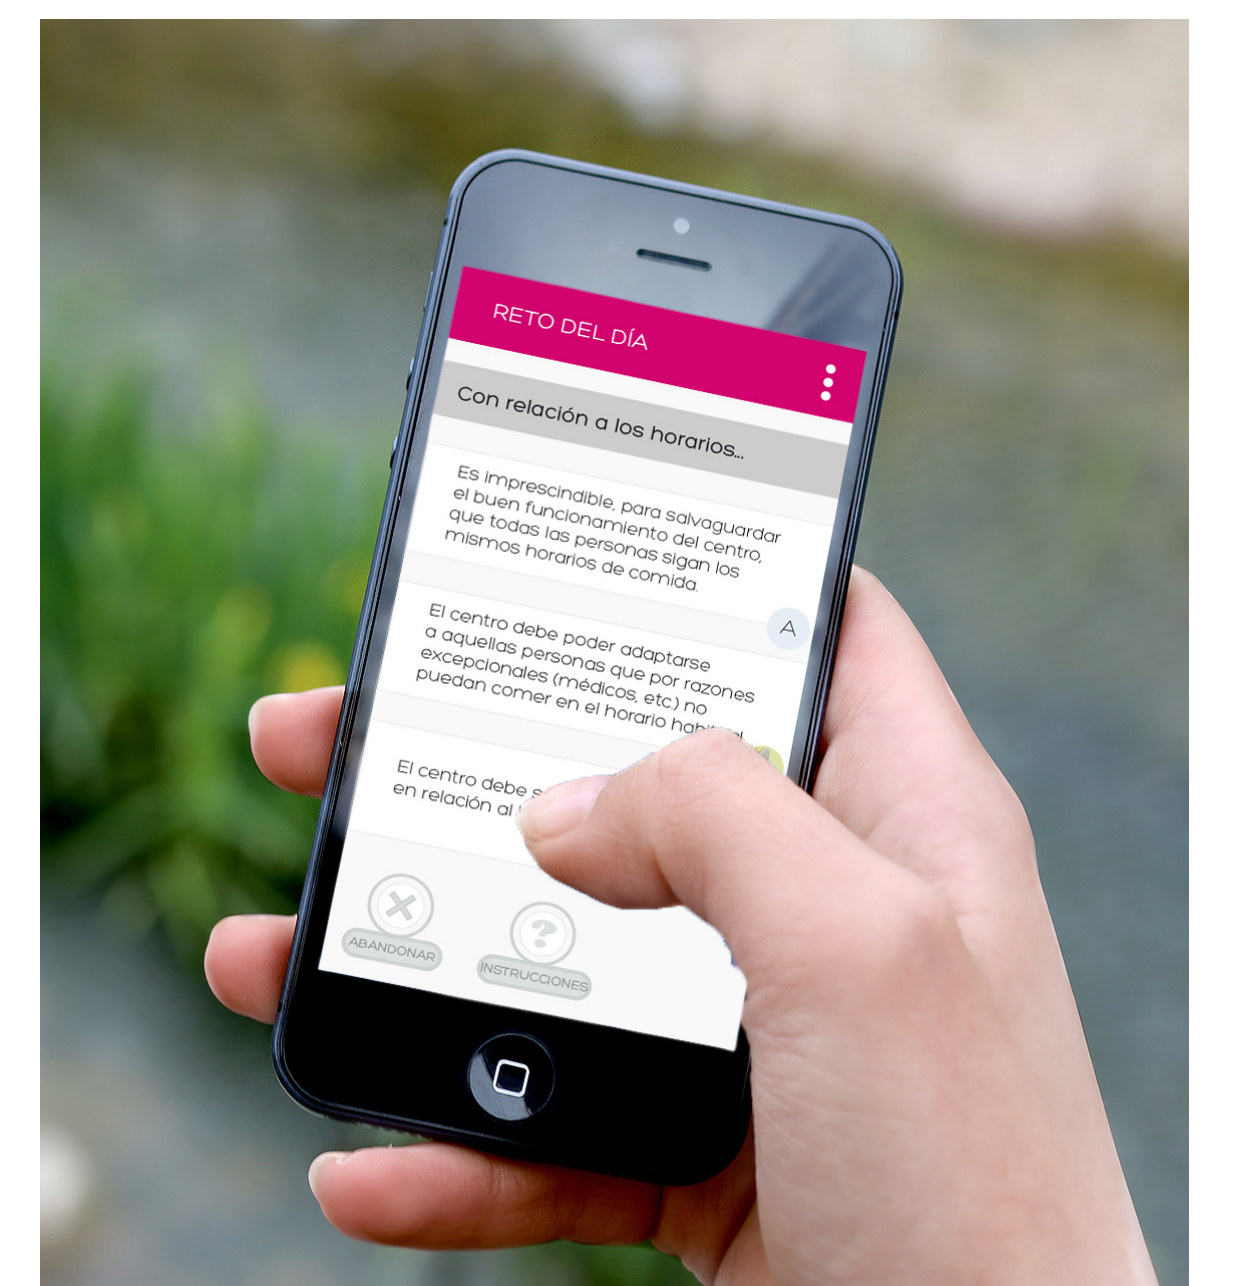 RETO DEL DÍA
Con relación a los horarios...
Es imprescindible, para salvaguardar
el buen funcionamiento del centro,
que todas las personas sigan los
mismos horarios de comida.
A
El centro debe poder adaptarse
a aquellas personas que por razones
excepcionales (médicos, etc.) no
puedan comer en el horario
El centro debe
en relación al
ABANDONAR
INSTRUCCIONES